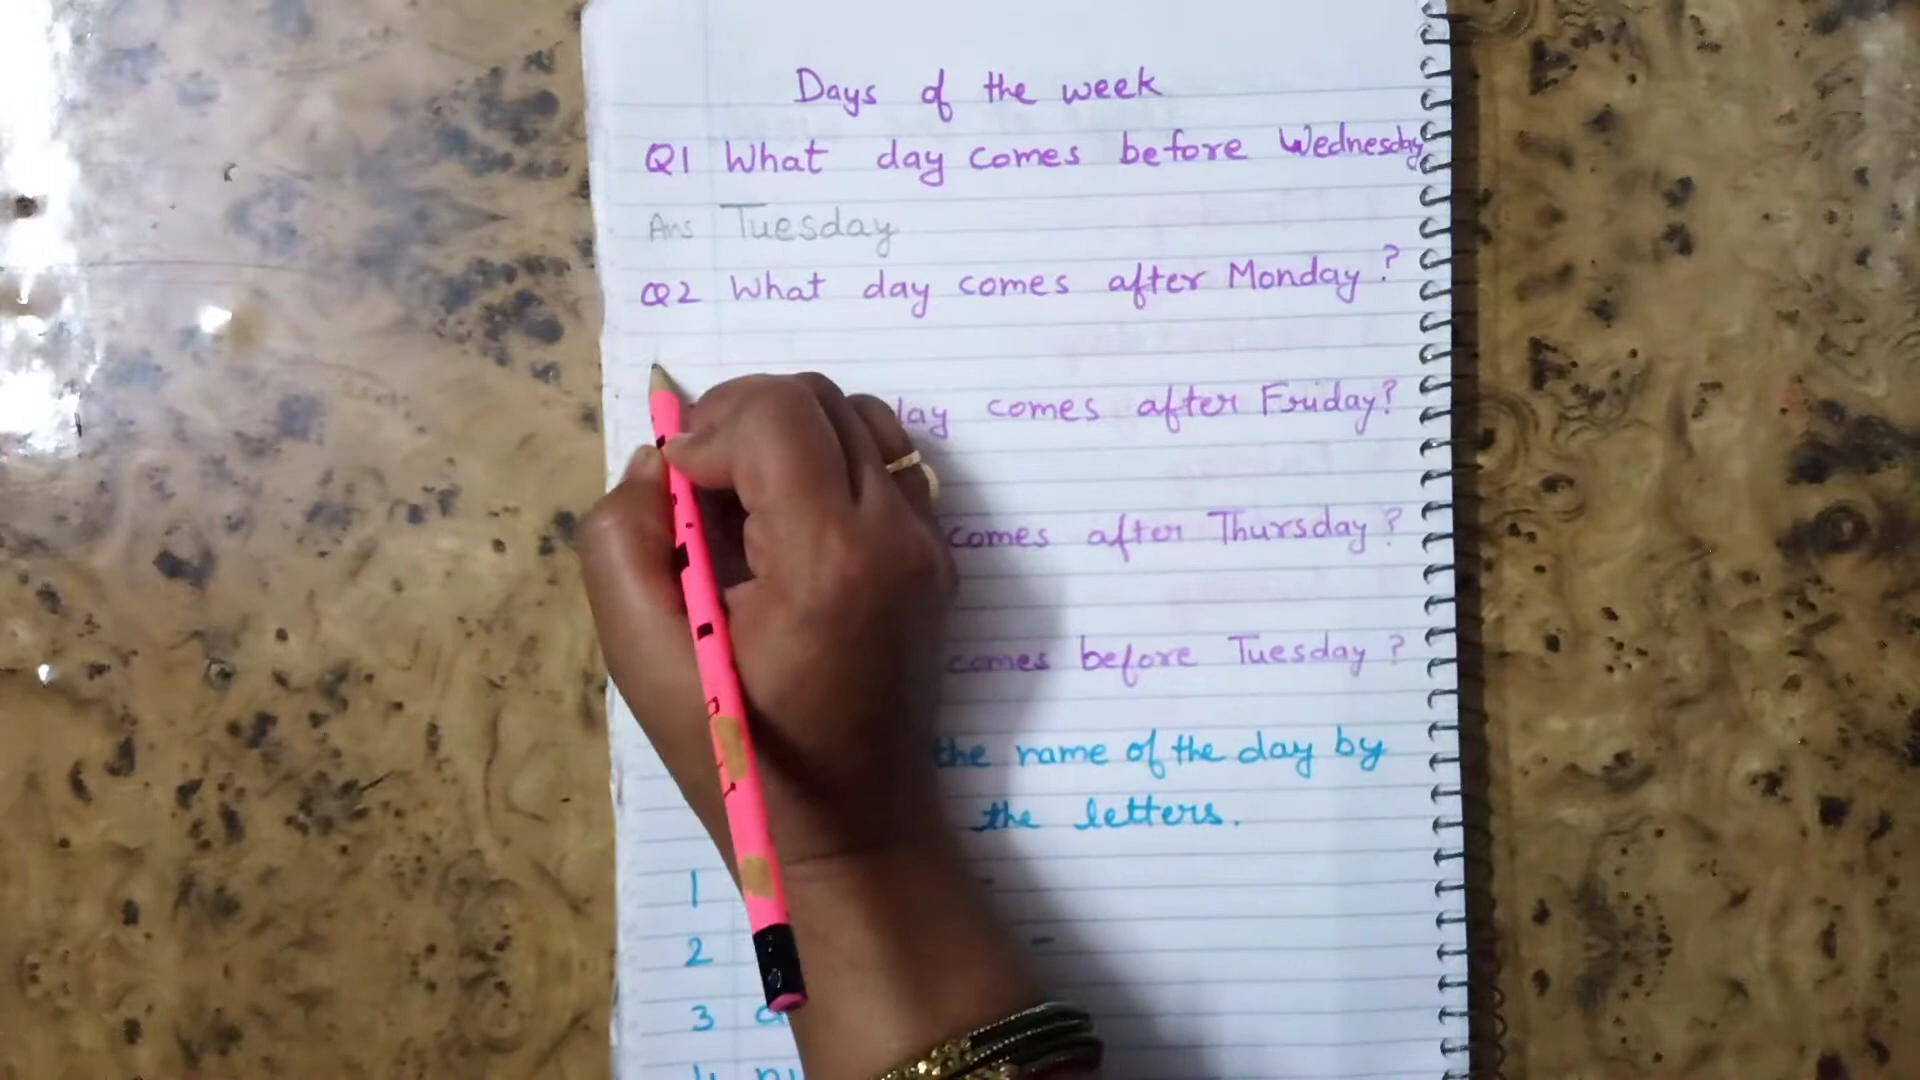 Days of the week
Q1 What day comes before Wednesday
Ans Tuesday
Q2 What day comes after Monday ?
day comes after Friday?
comes after Thursday ?
comes before Tuesday ?
the name of the day by
the letters.
1
2
3
4